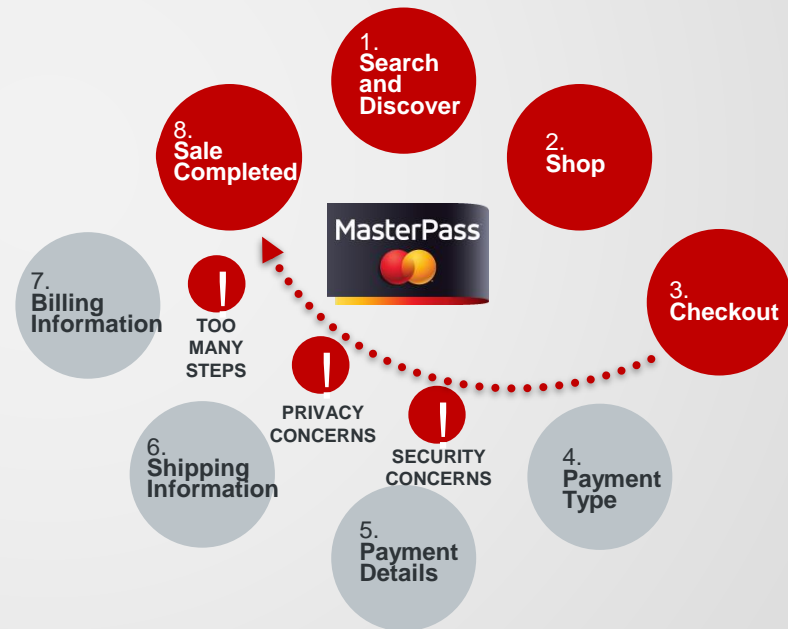 1.
Search
and
Discover
2.
Shop
3.
Checkout
4.
Payment
Type
5.
Payment
Details
6.
Shipping
Information
7.
Billing
Information
8.
Sale
Completed
MasterPass
!
TOO
MANY
STEPS
!
PRIVACY
CONCERNS
!
SECURITY
CONCERNS